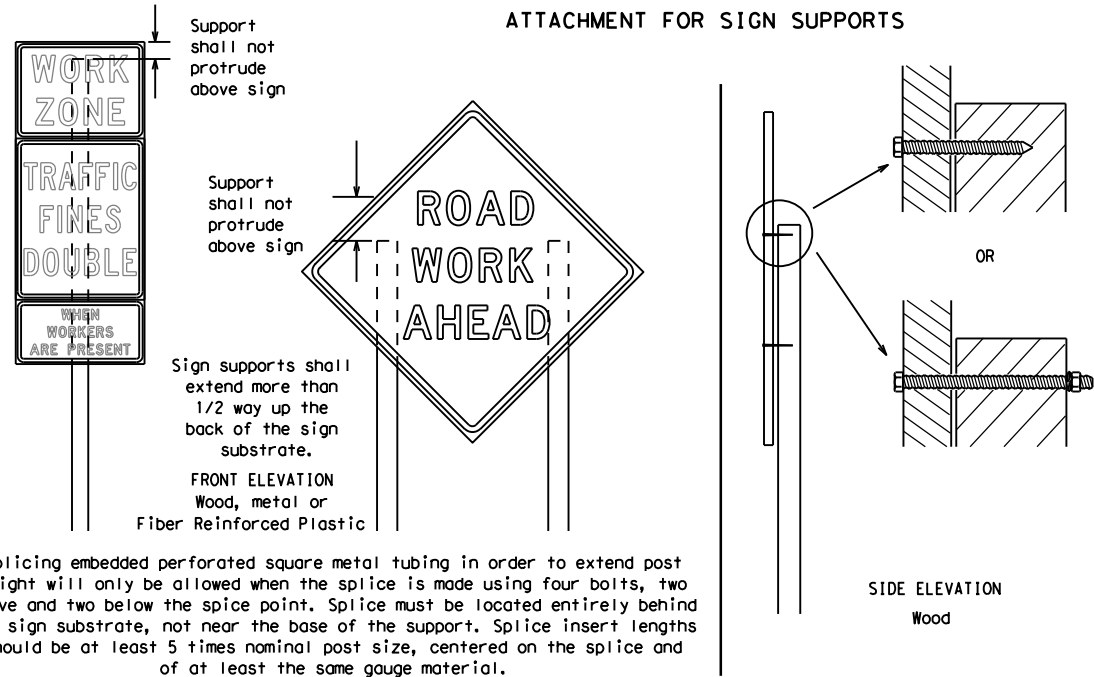 ATTACHMENT FOR SIGN SUPPORTS
Support
shall not
protrude
above sign
WORK
ZONE
TRAFFIC
FINES
DOUBLE
WHEN
WORKERS
ARE PRESENT
Support
shall not
protrude
above sign
ROAD
WORK
AHEAD
Sign supports shall
extend more than
1/2 way up the
back of the sign
substrate.
FRONT ELEVATION
Wood, metal or
Fiber Reinforced Plastic
OR
SIDE ELEVATION
Wood
plicing embedded perforated square metal tubing in order to extend post
ight will only be allowed when the splice is made using four bolts, two
ve and two below the spice point. Splice must be located entirely behind
sign substrate, not near the base of the support. Splice insert lengths
ould be at least 5 times nominal post size, centered on the splice and
of at least the same gauge material.